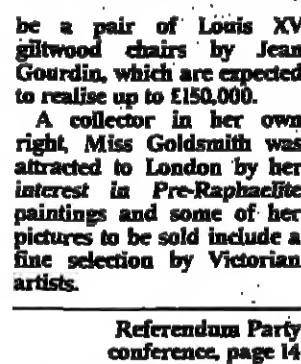 be a pair of Louis XV
giltwood chairs by Jean
Gourdin, which are expected
to realise up to £150,000.
A collector in her own
right, Miss Goldsmith was
attracted to London by her
interest in Pre-Raphaelite
paintings and some of her
pictures to be sold include a
fine selection by Victorian
artists.
Referendum Party
conference, page 14